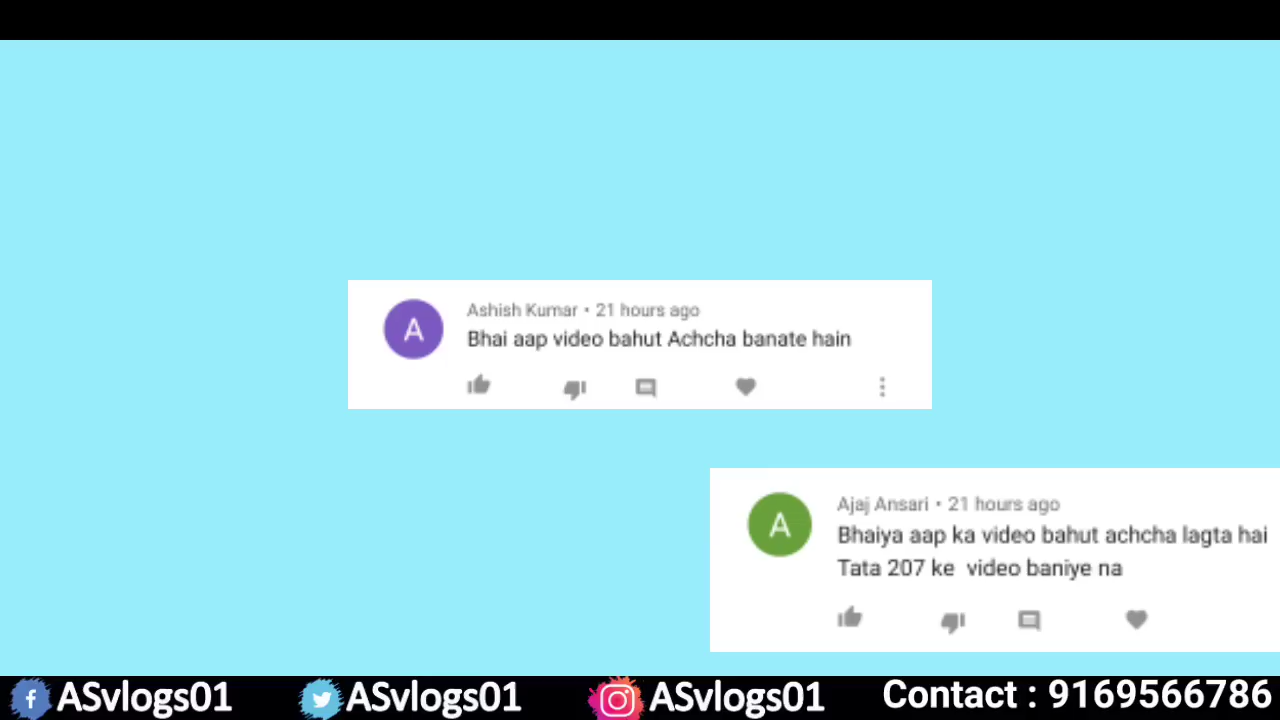 A
Ashish Kumar • 21 hours ago
Bhai aap video bahut Achcha banate hain
A
Ajaj Ansari • 21 hours ago
Bhaiya aap ka video bahut achcha lagta hai
Tata 207 ke video baniye na
f ASvlogs01 ASvlogs01 ASvlogs01 Contact : 9169566786